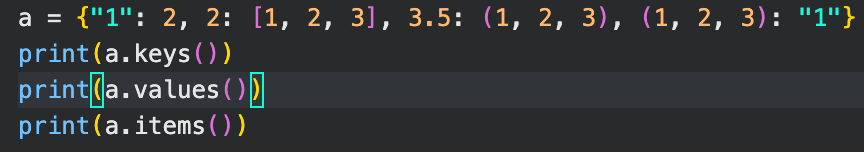 a = {"1": 2, 2: [1, 2, 3], 3.5: (1, 2, 3), (1, 2, 3): "1"}
print(a.keys())
print(a.values())
print(a.items())